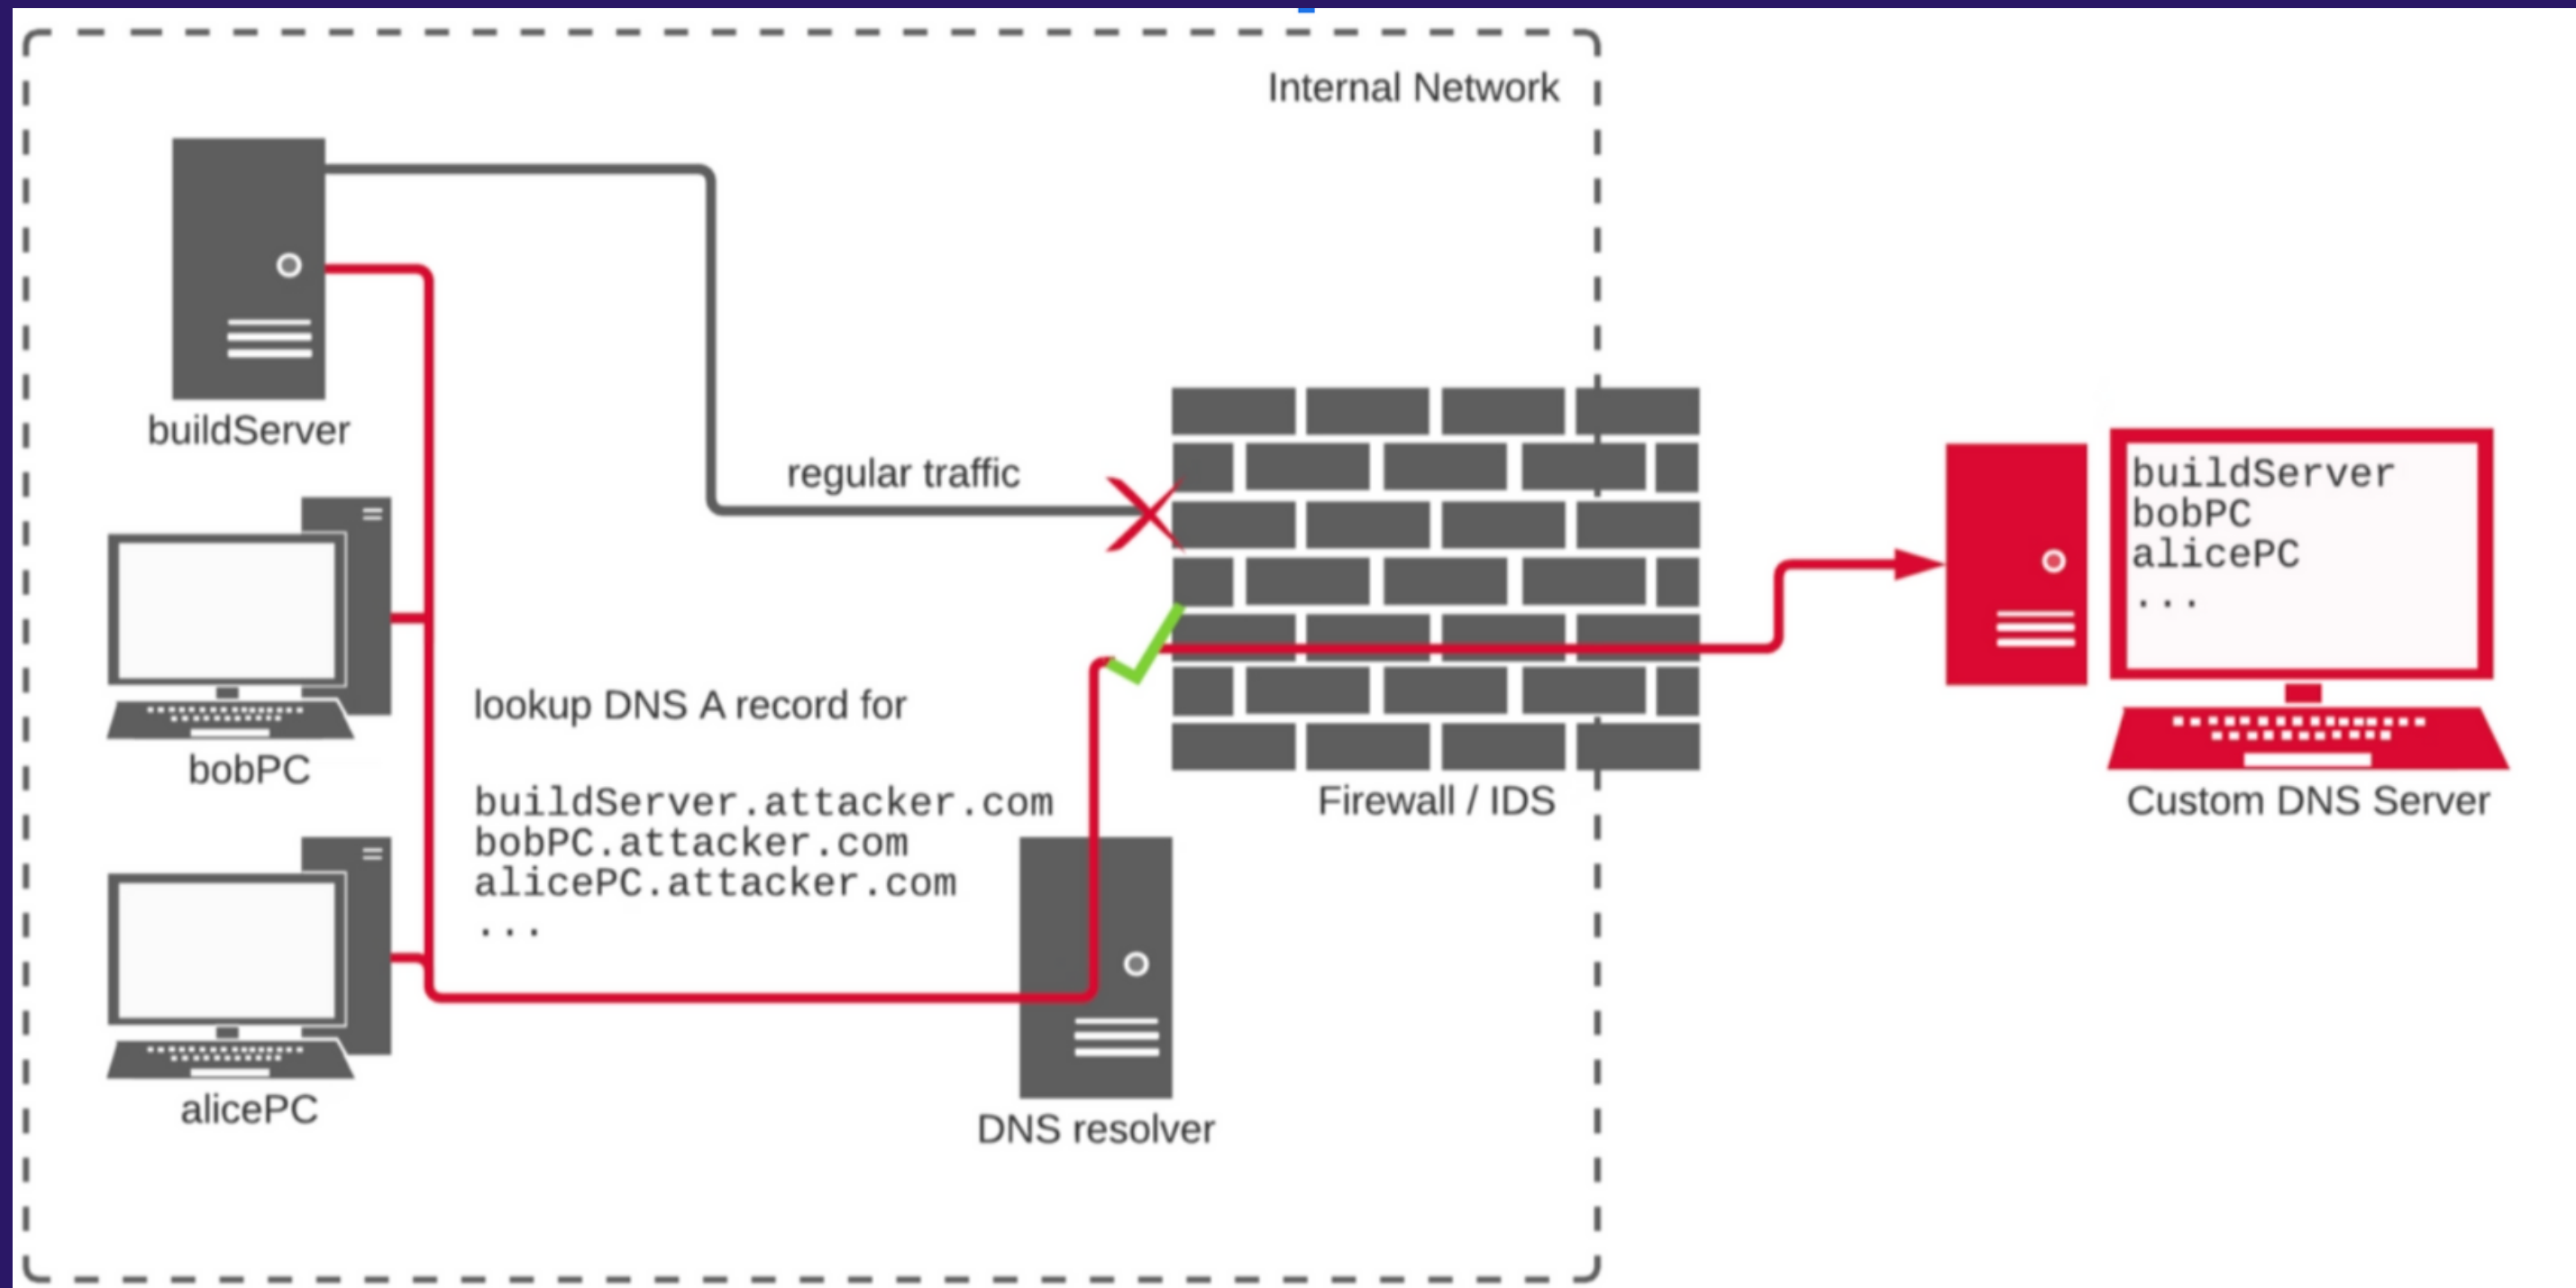 Internal Network
buildServer
regular traffic
bobPC
lookup DNS A record for
buildServer.attacker.com
bobPC.attacker.com
alicePC.attacker.com
...
alicePC
DNS resolver
Firewall / IDS
buildServer
bobPC
alicePC
...
Custom DNS Server